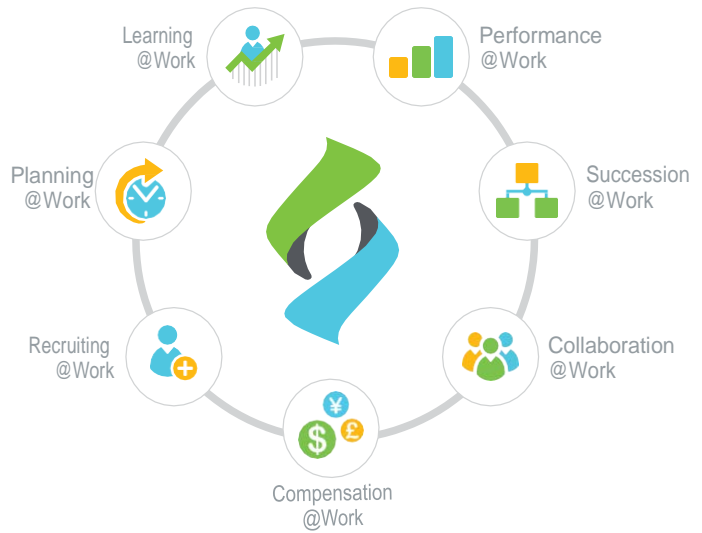 Learning
@Work
Performance
@Work
Planning
@Work
Succession
@Work
Recruiting
@Work
Collaboration
@Work
¥
$
£
Compensation
@Work